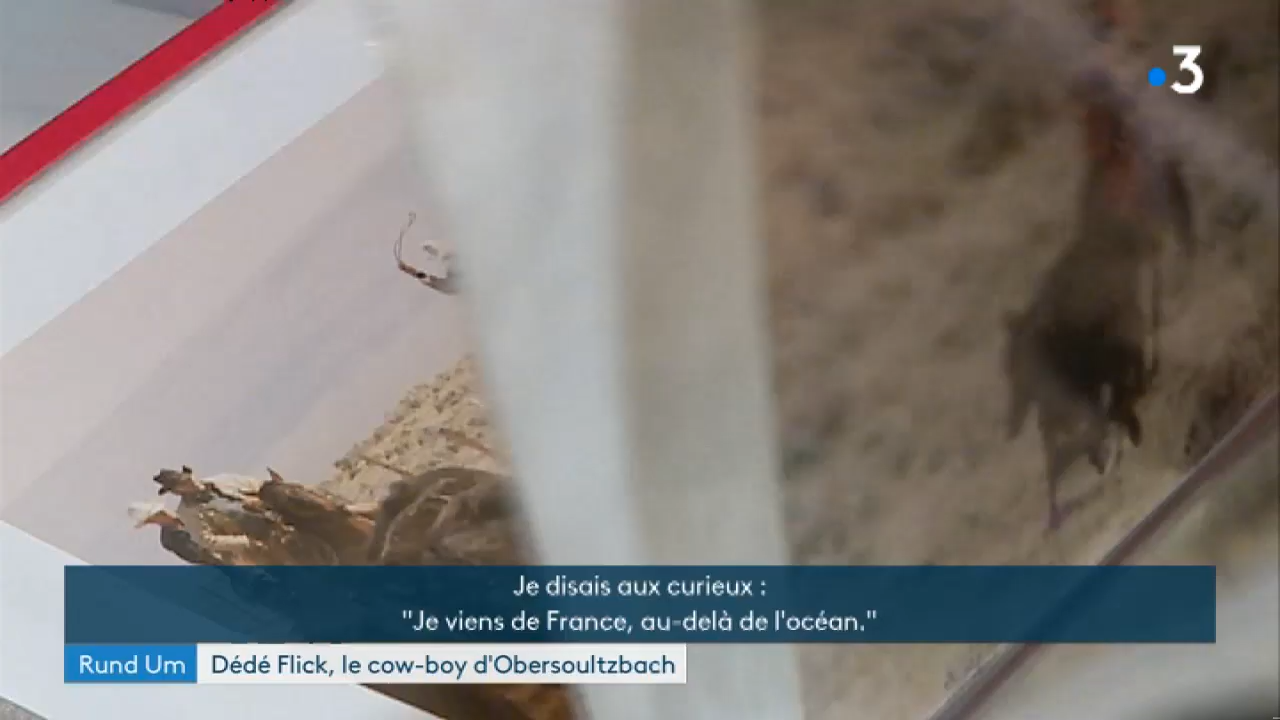 3
Je disais aux curieux :
"Je viens de France, au-delà de l'océan."
Rund Um
Dédé Flick, le cow-boy d'Obersoultzbach